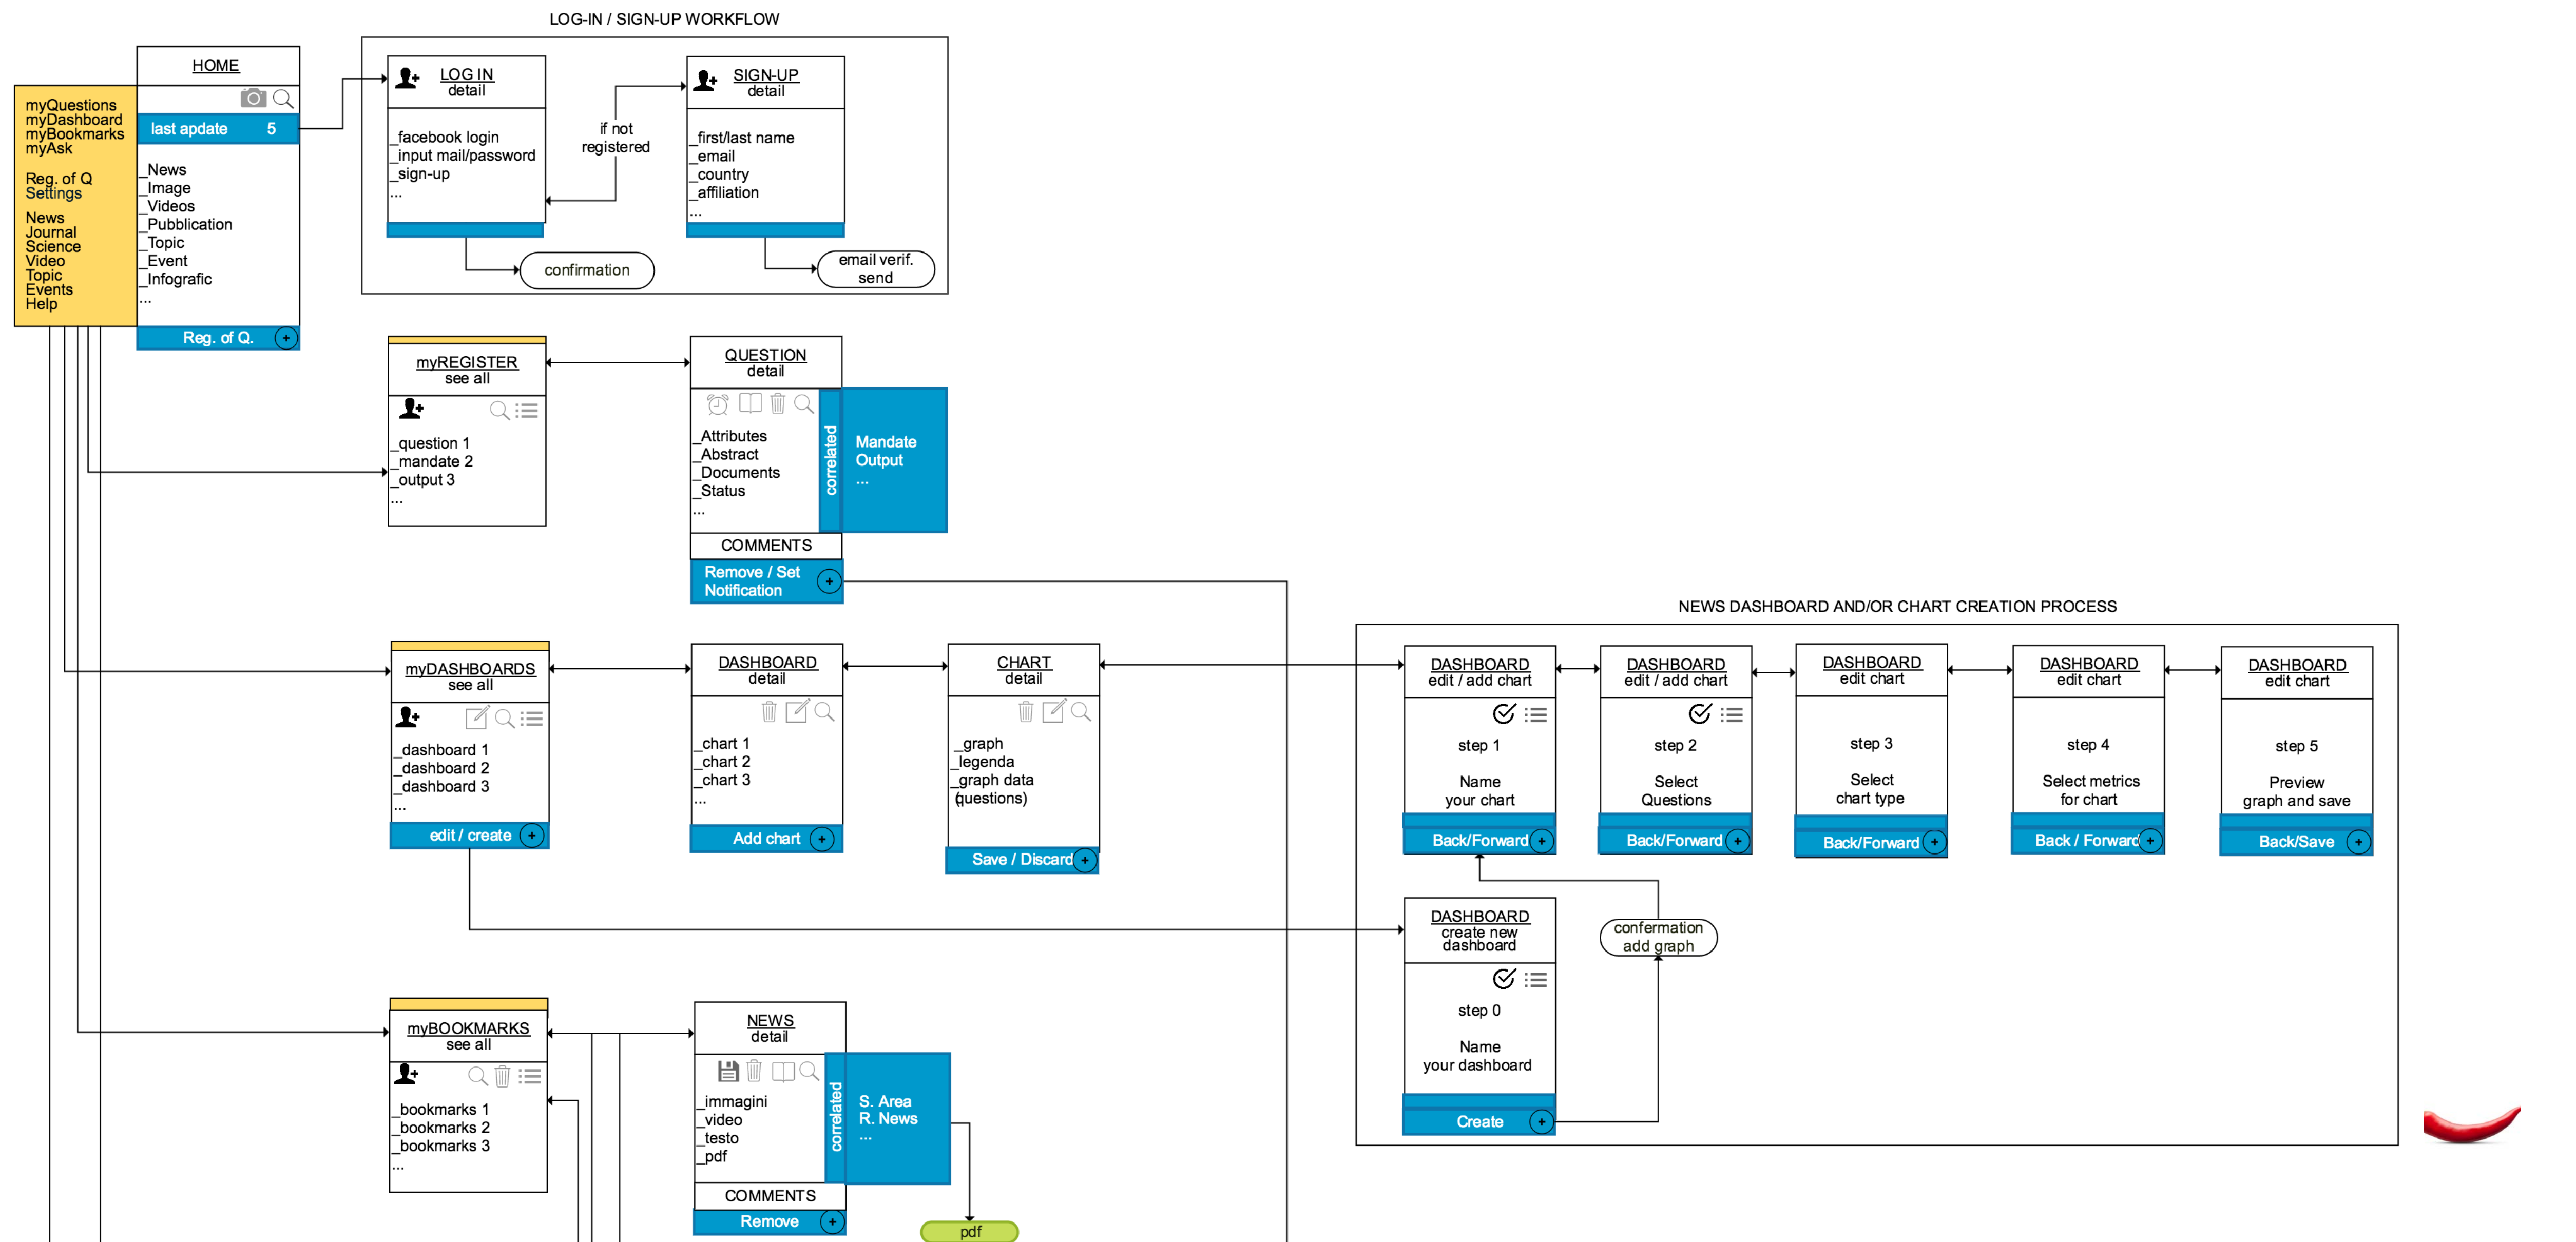 LOG-IN / SIGN-UP WORKFLOW
HOME
last apdate 5
_News
_Image
_Videos
_Pubblication
_Topic
_Event
_Infografic
...
Reg. of Q. +
myQuestions
myDashboard
myBookmarks
myAsk
Reg. of Q
Settings
News
Journal
Science
Video
Topic
Events
Help
LOG IN
detail
_facebook login
_input mail/password
_sign-up
...
confirmation
if not
registered
SIGN-UP
detail
_first/last name
_email
_country
_affiliation
...
email verif.
send
myREGISTER
see all
_question 1
_mandate 2
_output 3
...
QUESTION
detail
_Attributes
_Abstract
_Documents
_Status
...
correlated
Mandate
Output
...
COMMENTS
Remove / Set
Notification +
myDASHBOARDS
see all
_dashboard 1
_dashboard 2
_dashboard 3
...
edit / create +
DASHBOARD
detail
_chart 1
_chart 2
_chart 3
...
Add chart +
CHART
detail
_graph
_legenda
_graph data
(questions)
Save / Discard +
NEWS DASHBOARD AND/OR CHART CREATION PROCESS
DASHBOARD
edit / add chart
step 1
Name
your chart
Back/Forward +
DASHBOARD
edit / add chart
step 2
Select
Questions
Back/Forward +
DASHBOARD
edit chart
step 3
Select
chart type
Back/Forward +
DASHBOARD
edit chart
step 4
Select metrics
for chart
Back / Forward +
DASHBOARD
edit chart
step 5
Preview
graph and save
Back/Save +
DASHBOARD
create new
dashboard
step 0
Name
your dashboard
Create +
confermation
add graph
myBOOKMARKS
see all
_bookmarks 1
_bookmarks 2
_bookmarks 3
...
NEWS
detail
_immagini
_video
_testo
_pdf
correlated
S. Area
R. News
...
COMMENTS
Remove +
pdf